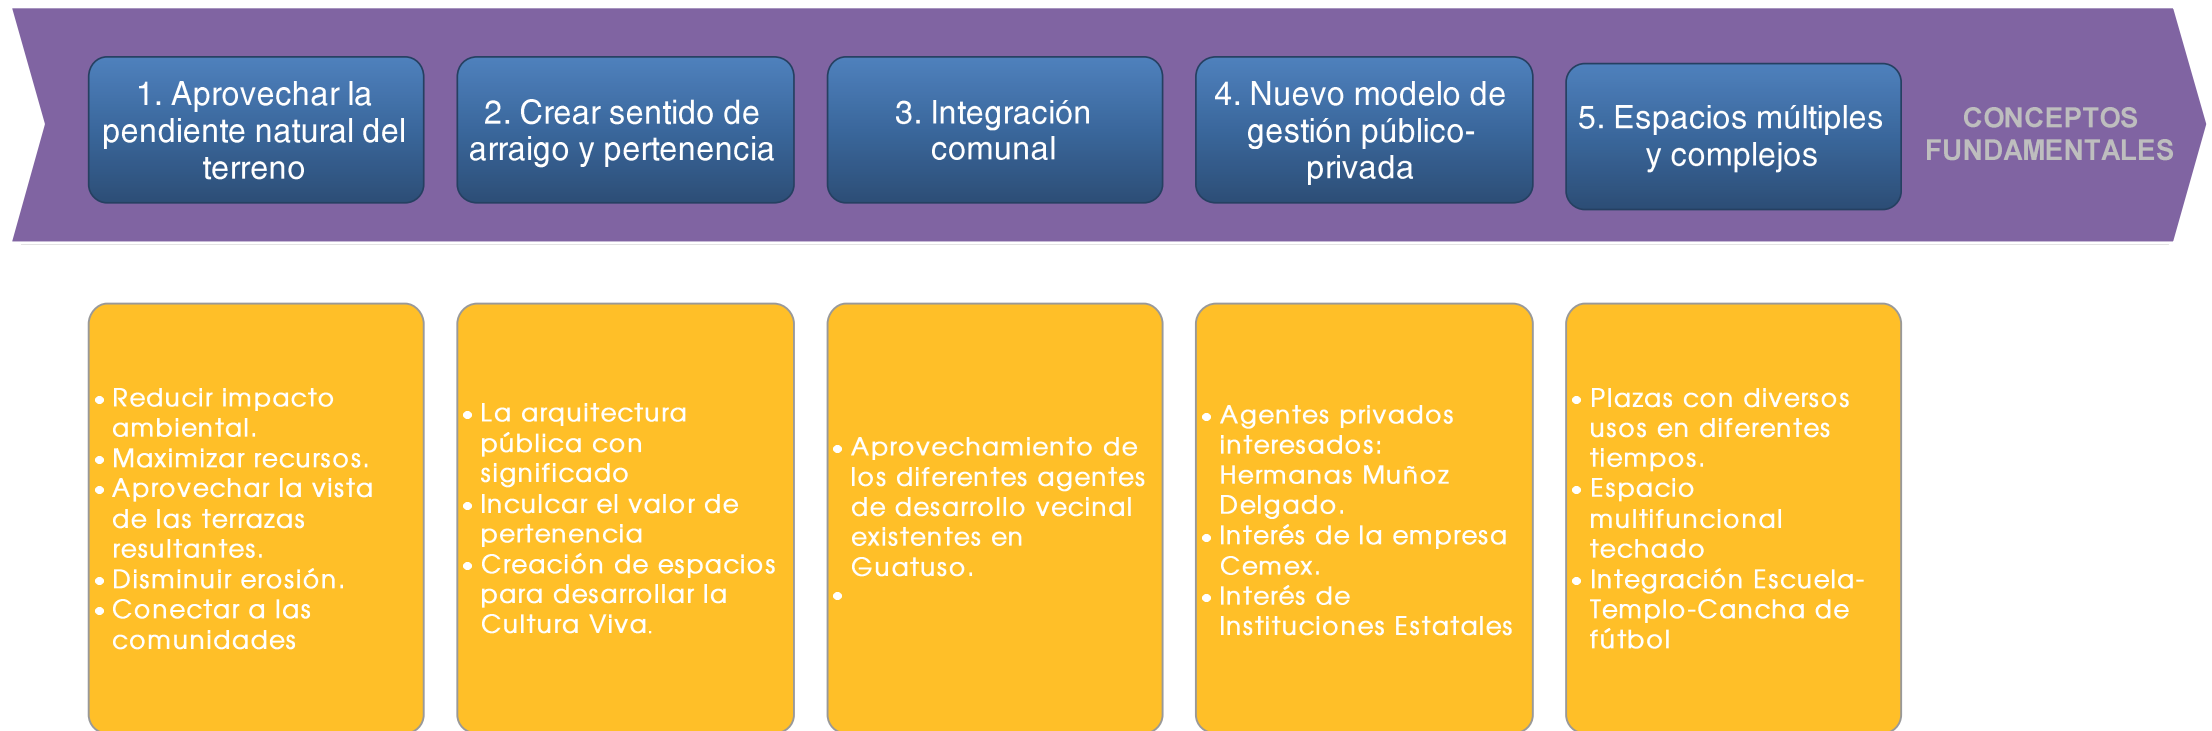 1. Aprovechar la
pendiente natural del
terreno
2. Crear sentido de
arraigo y pertenencia
3. Integración
comunal
4. Nuevo modelo de
gestión público-
privada
5. Espacios múltiples
y complejos
CONCEPTOS
FUNDAMENTALES
• Reducir impacto
ambiental.
• Maximizar recursos.
• Aprovechar la vista
de las terrazas
resultantes.
• Disminuir erosión.
• Conectar a las
comunidades
• La arquitectura
pública con
significado
• Inculcar el valor de
pertenencia
• Creación de espacios
para desarrollar la
Cultura Viva.
• Aprovechamiento de
los diferentes agentes
de desarrollo vecinal
existentes en
Guatuso.
•
• Agentes privados
interesados:
Hermanas Muñoz
Delgado.
• Interés de la empresa
Cemex.
• Interés de
Instituciones Estatales
• Plazas con diversos
usos en diferentes
tiempos.
• Espacio
multifuncional
techado
• Integración Escuela-
Templo-Cancha de
fútbol